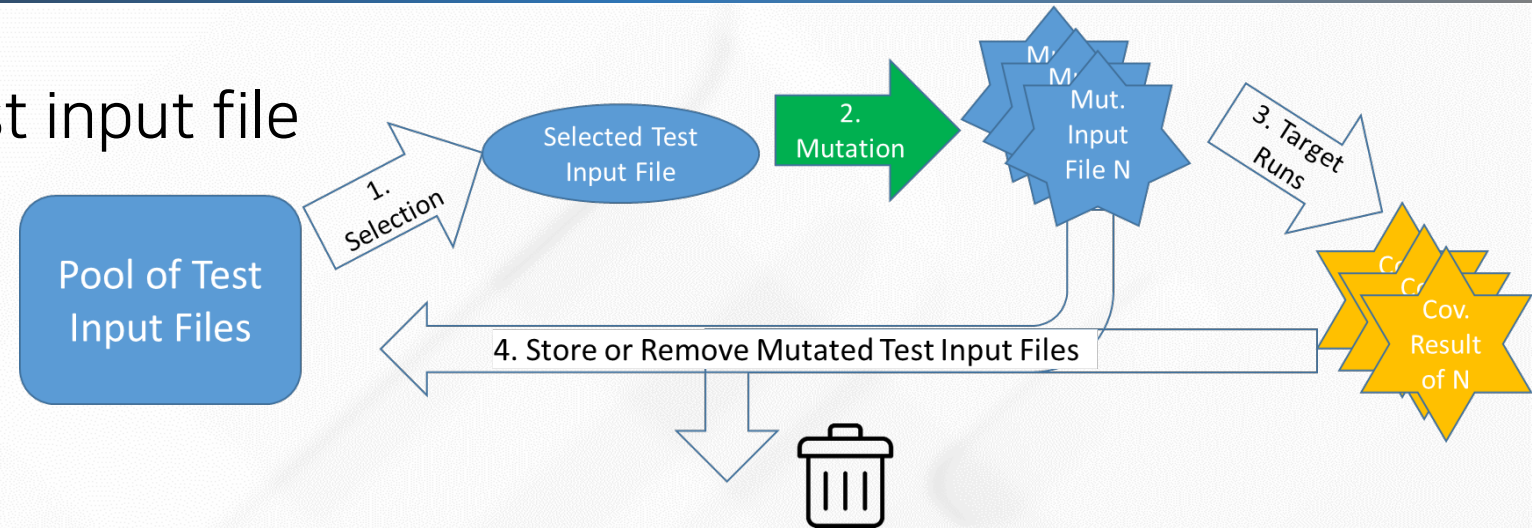 st input file
Pool of Test
Input Files
1.
Selection
Selected Test
Input File
2.
Mutation
Mut.
Input
File N
3. Target
Runs
Cov.
Result
of N
4. Store or Remove Mutated Test Input Files